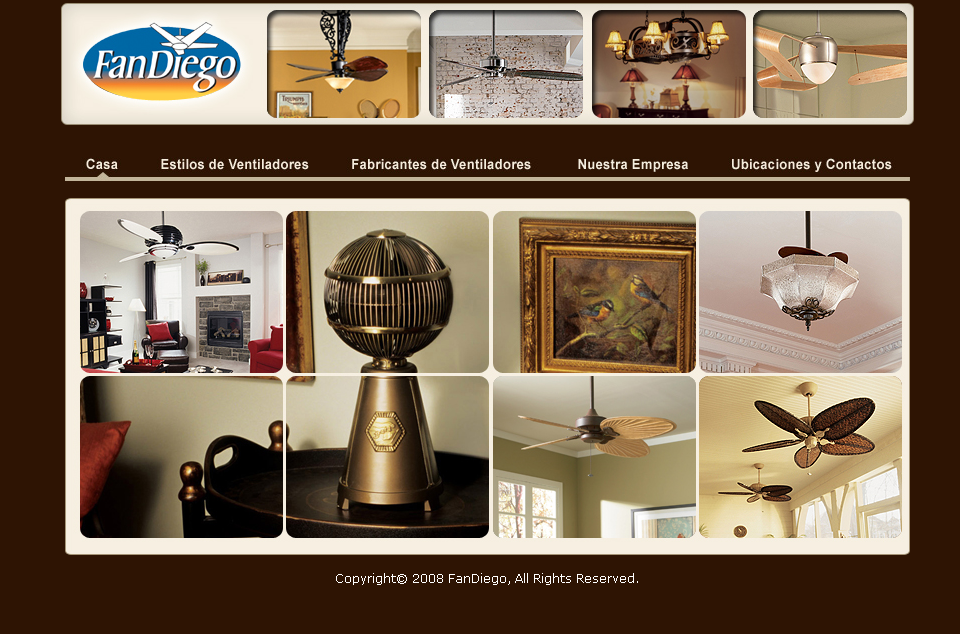 FanDiego
Casa Estilos de Ventiladores Fabricantes de Ventiladores Nuestra Empresa Ubicaciones y Contactos
Copyright© 2008 FanDiego, All Rights Reserved.